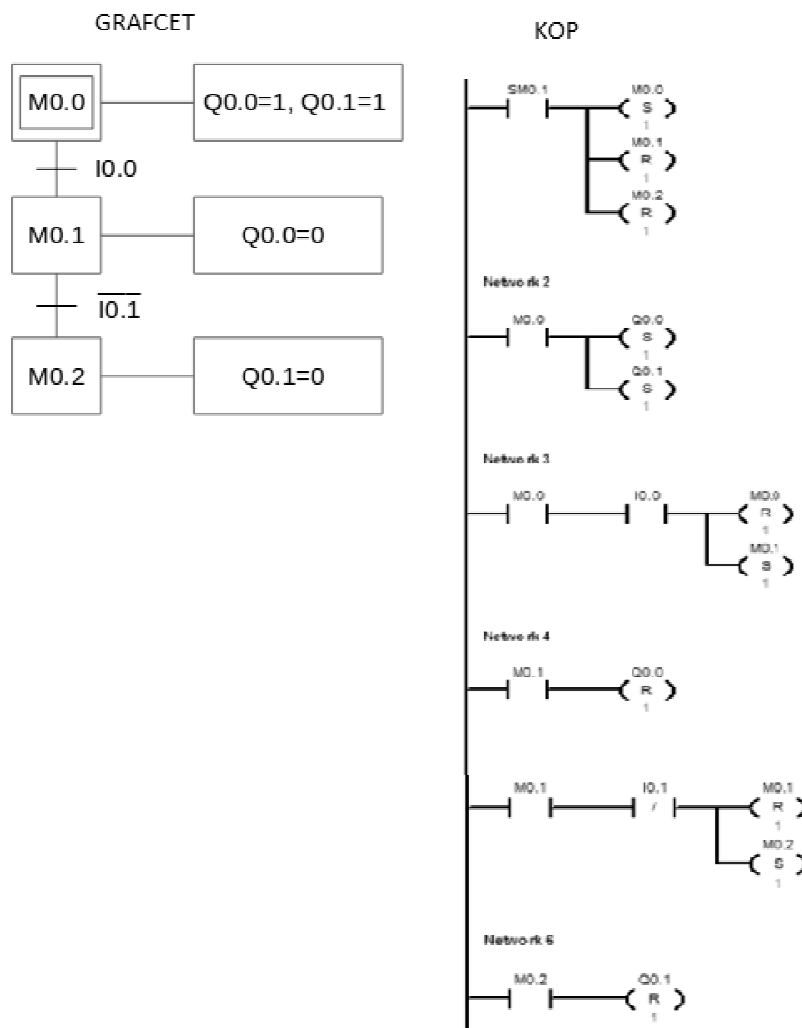 GRAFCET
M0.0
Q0.0=1, Q0.1=1
I0.0
M0.1
Q0.0=0
I0.1
M0.2
Q0.1=0
KOP
SM0.1
M0.0
S
1
M0.1
R
1
M0.2
R
1
Network 2
M0.0
Q0.0
S
1
Q0.1
S
1
Network 3
M0.0
I0.0
M0.0
R
1
M0.1
S
1
Network 4
M0.1
Q0.0
R
1
M0.1
I0.1
/
M0.1
R
1
M0.2
S
1
Network 6
M0.2
Q0.1
R
1